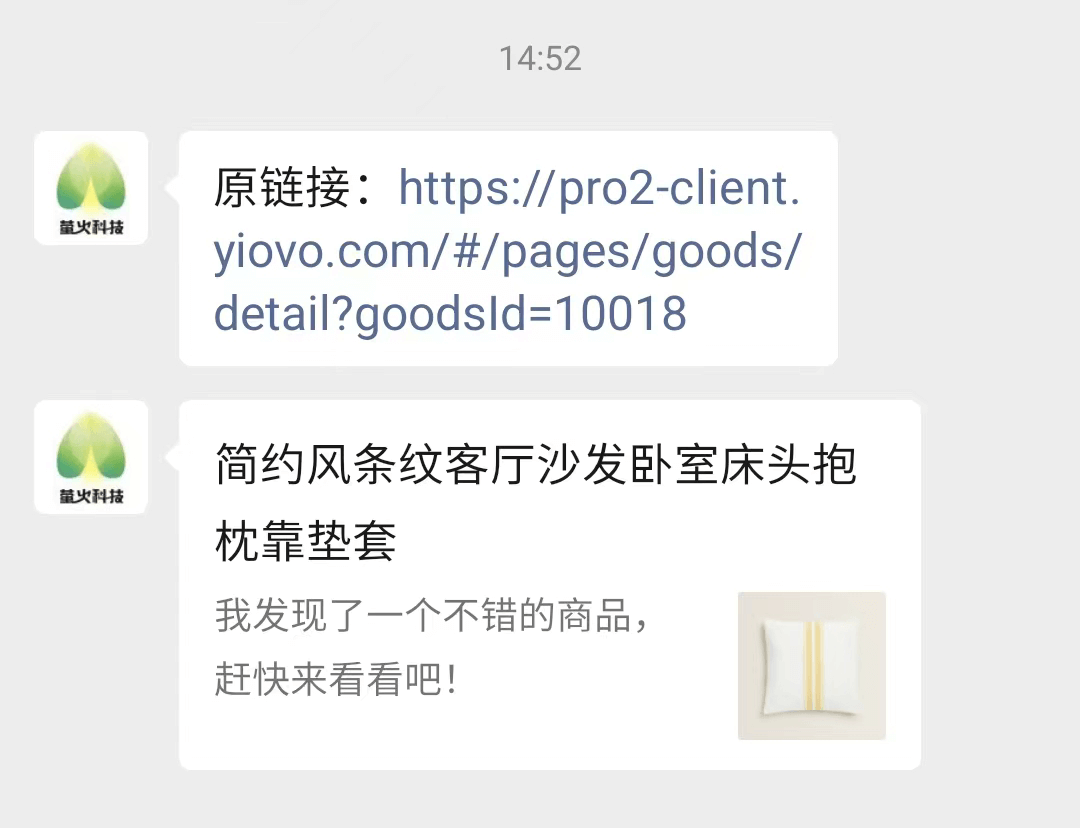 14:52
萤火科技
原链接：https://pro2-client.
yiovo.com/#/pages/goods/
detail?goodsId=10018
萤火科技
简约风条纹客厅沙发卧室床头抱
枕靠垫套
我发现了一个不错的商品，
赶快来看看吧！